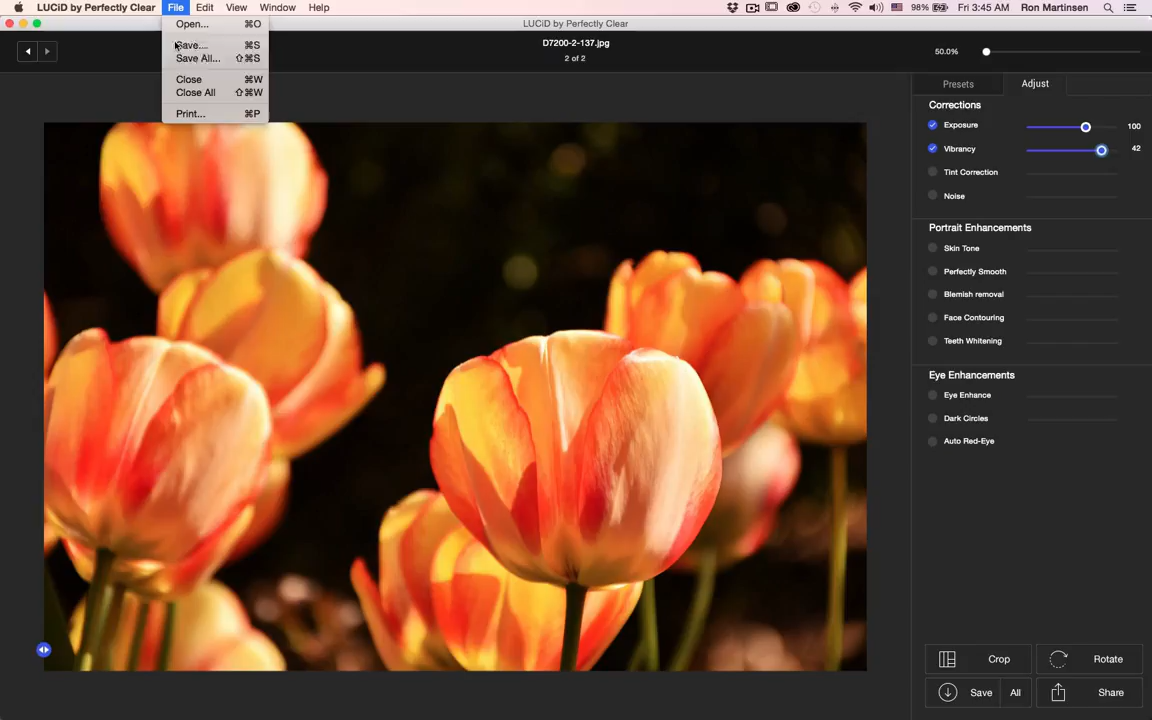 LUCiD by Perfectly Clear File Edit View Window Help 98% Fri 3:45 AM Ron Martinsen
LUCiD by Perfectly Clear
Open... ⌘O
Save... ⌘S
Save All... ⇧⌘S
Close ⌘W
Close All ⇧⌘W
Print... ⌘P
D7200-2-137.jpg
2 of 2
50.0%
Presets Adjust
Corrections
Exposure 100
Vibrancy 42
Tint Correction
Noise
Portrait Enhancements
Skin Tone
Perfectly Smooth
Blemish removal
Face Contouring
Teeth Whitening
Eye Enhancements
Eye Enhance
Dark Circles
Auto Red-Eye
Crop Rotate
Save All Share